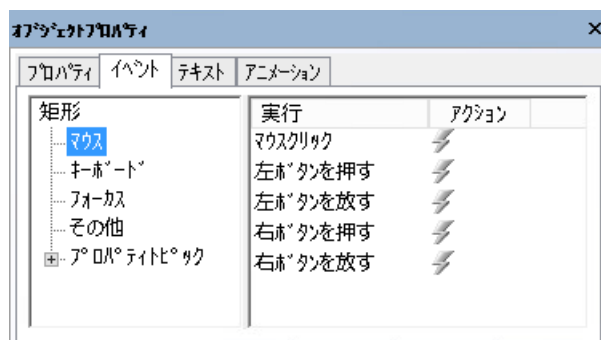 ｵﾌﾞｼﾞｪｸﾄﾌﾟﾛﾊﾟﾃｨ
ﾌﾟﾛﾊﾟﾃｨ ｲﾍﾞﾝﾄ ﾃｷｽﾄ ｱﾆﾒｰｼｮﾝ
矩形
ﾏｳｽ
ｷｰﾎﾞｰﾄﾞ
ﾌｫｰｶｽ
その他
ﾌﾟﾛﾊﾟﾃｨﾄﾋﾟｯｸ
実行 ｱｸｼｮﾝ
ﾏｳｽｸﾘｯｸ
左ﾎﾞﾀﾝを押す
左ﾎﾞﾀﾝを放す
右ﾎﾞﾀﾝを押す
右ﾎﾞﾀﾝを放す